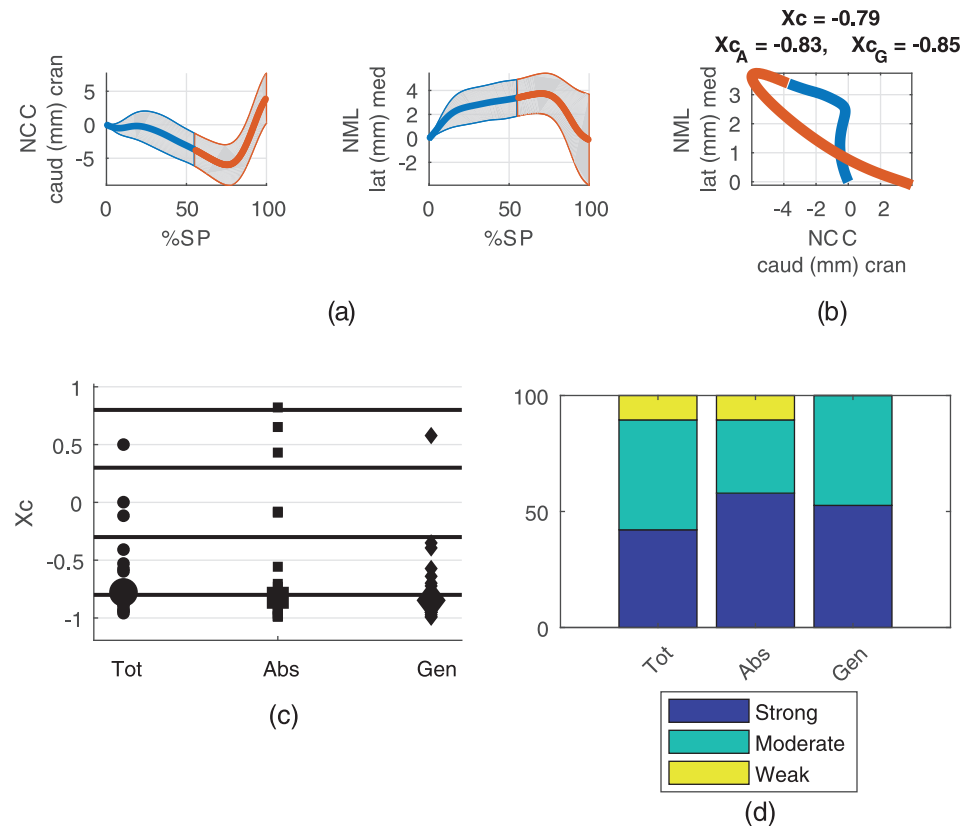 Xc = -0.79
Xc_A = -0.83, Xc_G = -0.85
NCC
caud (mm) cran
5
0
-5
0 50 100
%SP
NML
lat (mm) med
4
2
0
-2
0 50 100
%SP
NML
lat (mm) med
3
2
1
0
-4 -2 0 2
NCC
caud (mm) cran
(a)
(b)
Xc
1
0.5
0
-0.5
-1
Tot Abs Gen
(c)
100
50
0
Tot Abs Gen
Strong
Moderate
Weak
(d)